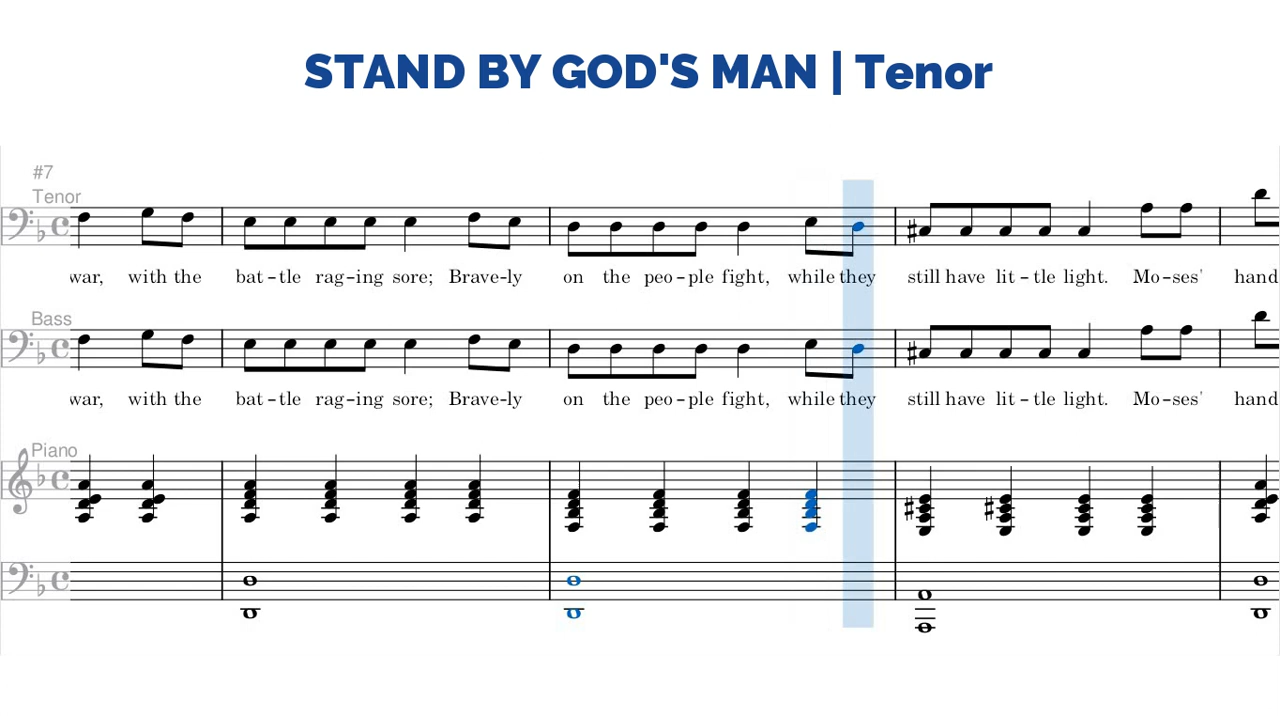 STAND BY GOD'S MAN | Tenor
#7
Tenor
war, with the bat–tle rag–ing sore; Brave–ly on the peo–ple fight, while they still have lit–tle light. Mo–ses' hand
Bass
war, with the bat–tle rag–ing sore; Brave–ly on the peo–ple fight, while they still have lit–tle light. Mo–ses' hand
Piano